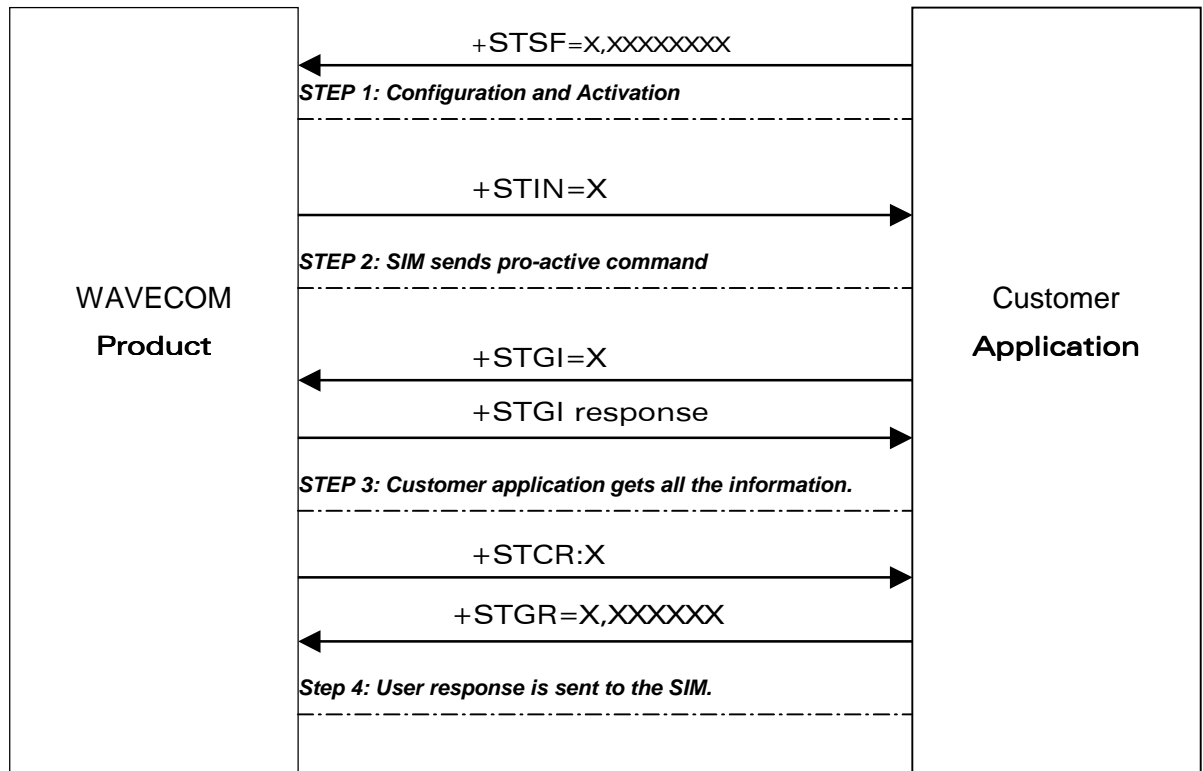 +STSF=X,XXXXXXXX
STEP 1: Configuration and Activation
+STIN=X
STEP 2: SIM sends pro-active command
WAVECOM
Product
Customer
Application
+STGI=X
+STGI response
STEP 3: Customer application gets all the information.
+STCR:X
+STGR=X,XXXXXX
Step 4: User response is sent to the SIM.